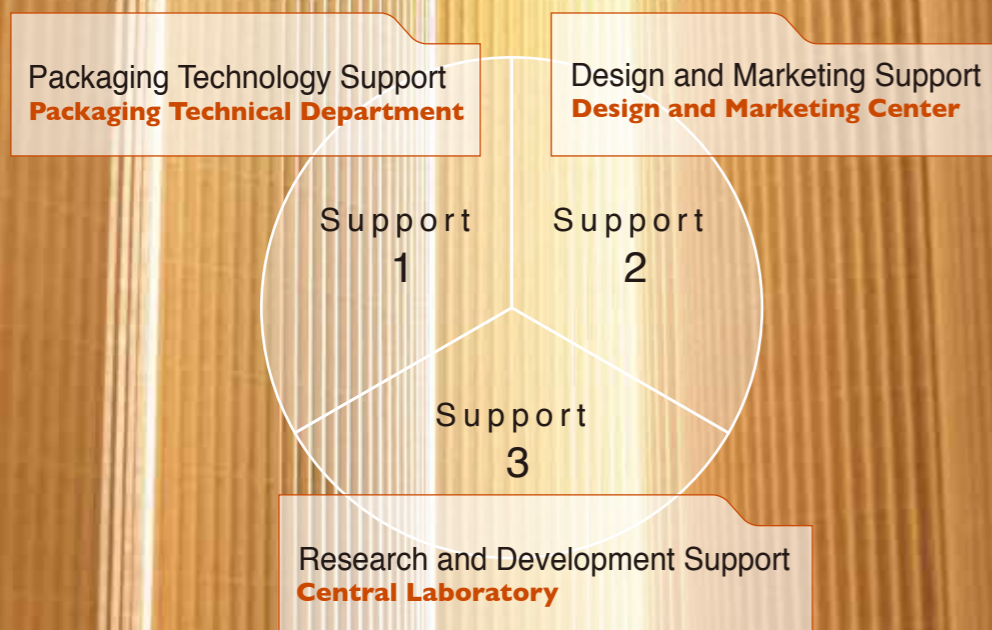 Packaging Technology Support
Packaging Technical Department
Design and Marketing Support
Design and Marketing Center
Support
1
Support
2
Support
3
Research and Development Support
Central Laboratory